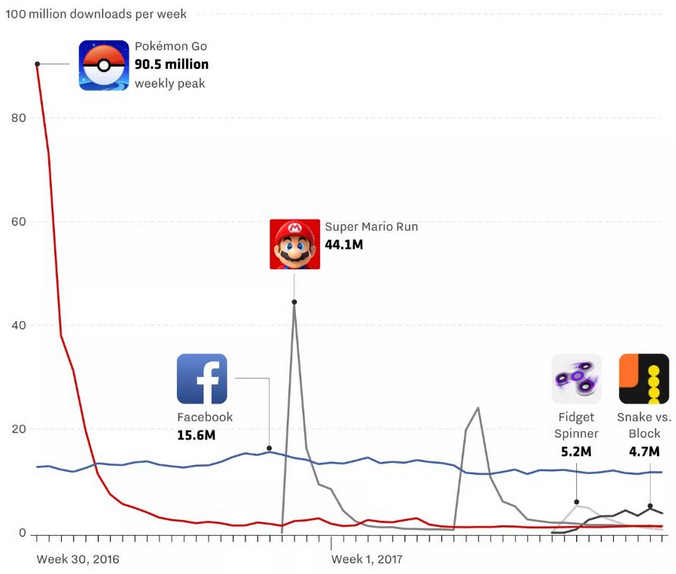 100 million downloads per week
Pokémon Go
90.5 million
weekly peak
80
60
Super Mario Run
44.1M
40
Facebook
15.6M
Fidget
Spinner
5.2M
Snake vs.
Block
4.7M
20
0
Week 30, 2016
Week 1, 2017